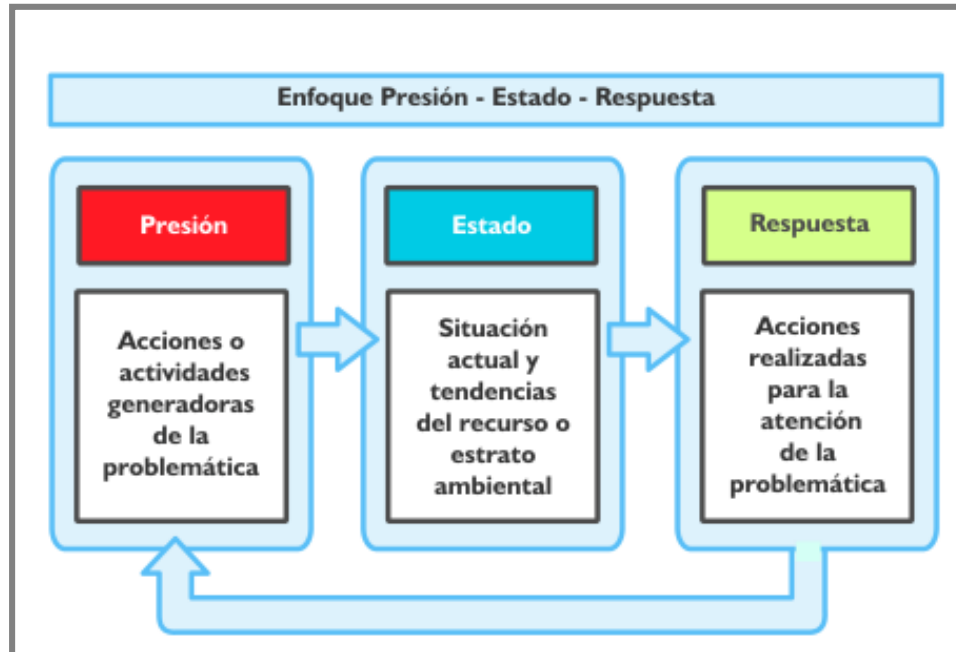 Enfoque Presión - Estado - Respuesta
Presión
Acciones o
actividades
generadoras
de la
problemática
Estado
Situación
actual y
tendencias
del recurso o
estrato
ambiental
Respuesta
Acciones
realizadas
para la
atención
de la
problemática